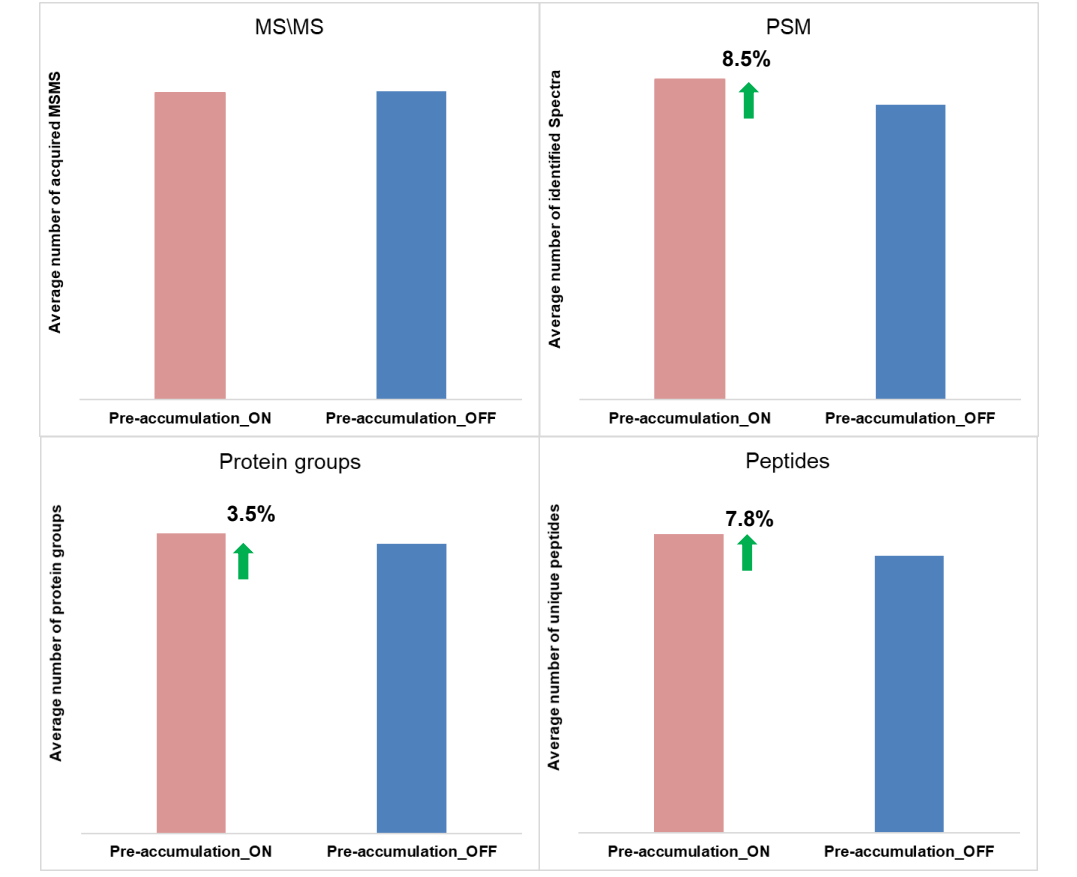 MS\MS
Average number of acquired MSMS
Pre-accumulation_ON
Pre-accumulation_OFF
PSM
8.5%
Average number of identified Spectra
Pre-accumulation_ON
Pre-accumulation_OFF
Protein groups
3.5%
Average number of protein groups
Pre-accumulation_ON
Pre-accumulation_OFF
Peptides
7.8%
Average number of unique peptides
Pre-accumulation_ON
Pre-accumulation_OFF